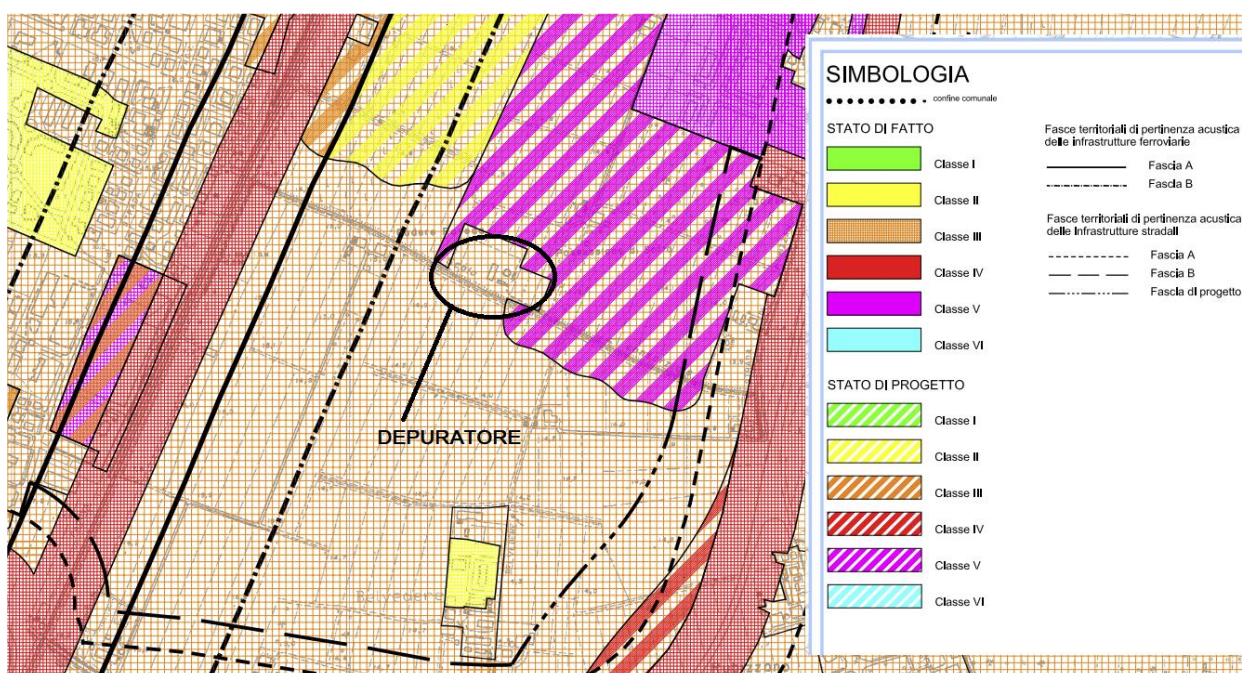 SIMBOLOGIA
confine comunale
STATO DI FATTO
Classe I
Classe II
Classe III
Classe IV
Classe V
Classe VI
STATO DI PROGETTO
Classe I
Classe II
Classe III
Classe IV
Classe V
Classe VI
Fasce territoriali di pertinenza acustica
delle infrastrutture ferroviarie
Fascia A
Fascia B
Fasce territoriali di pertinenza acustica
delle infrastrutture stradali
Fascia A
Fascia B
Fascia di progetto
DEPURATORE